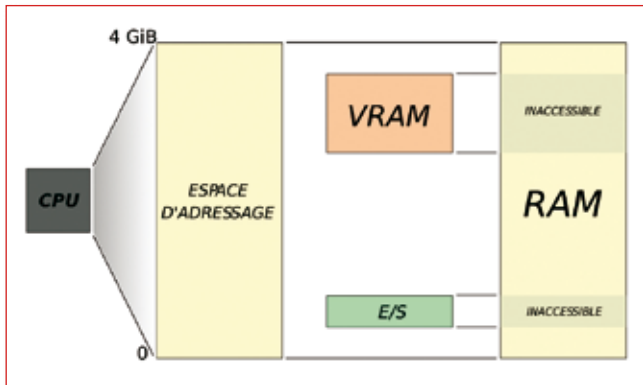 4 GiB
CPU
ESPACE
D'ADRESSAGE
0
VRAM
E/S
INACCESSIBLE
RAM
INACCESSIBLE